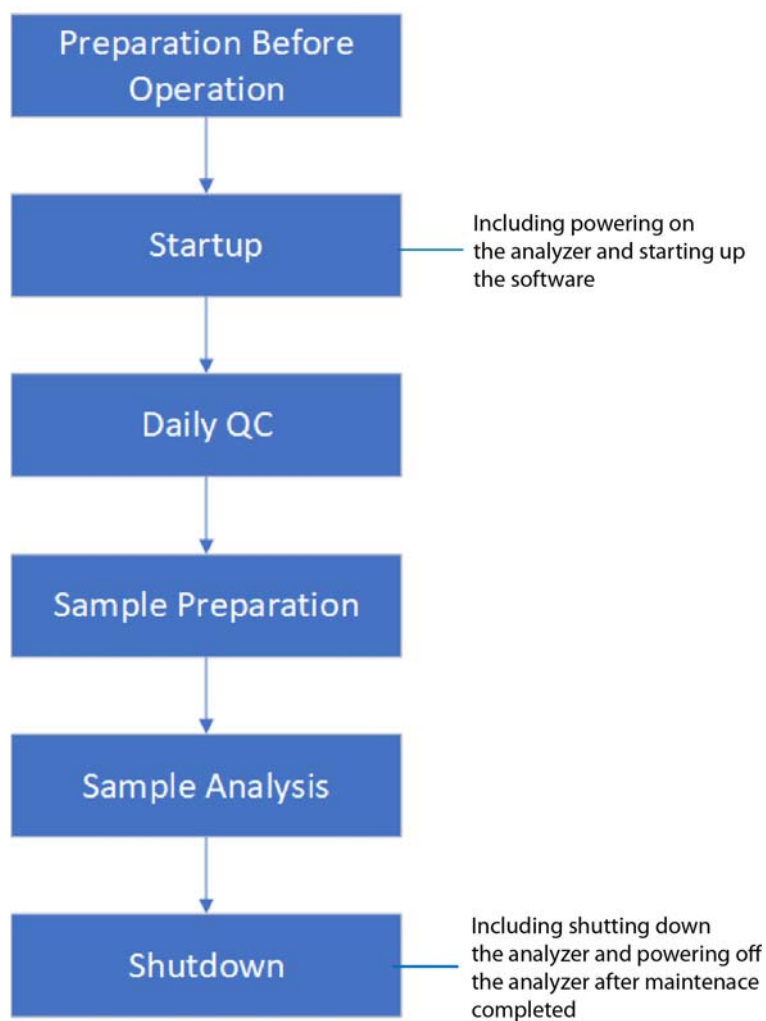 Preparation Before
Operation
Startup
Including powering on
the analyzer and starting up
the software
Daily QC
Sample Preparation
Sample Analysis
Shutdown
Including shutting down
the analyzer and powering off
the analyzer after maintenace
completed